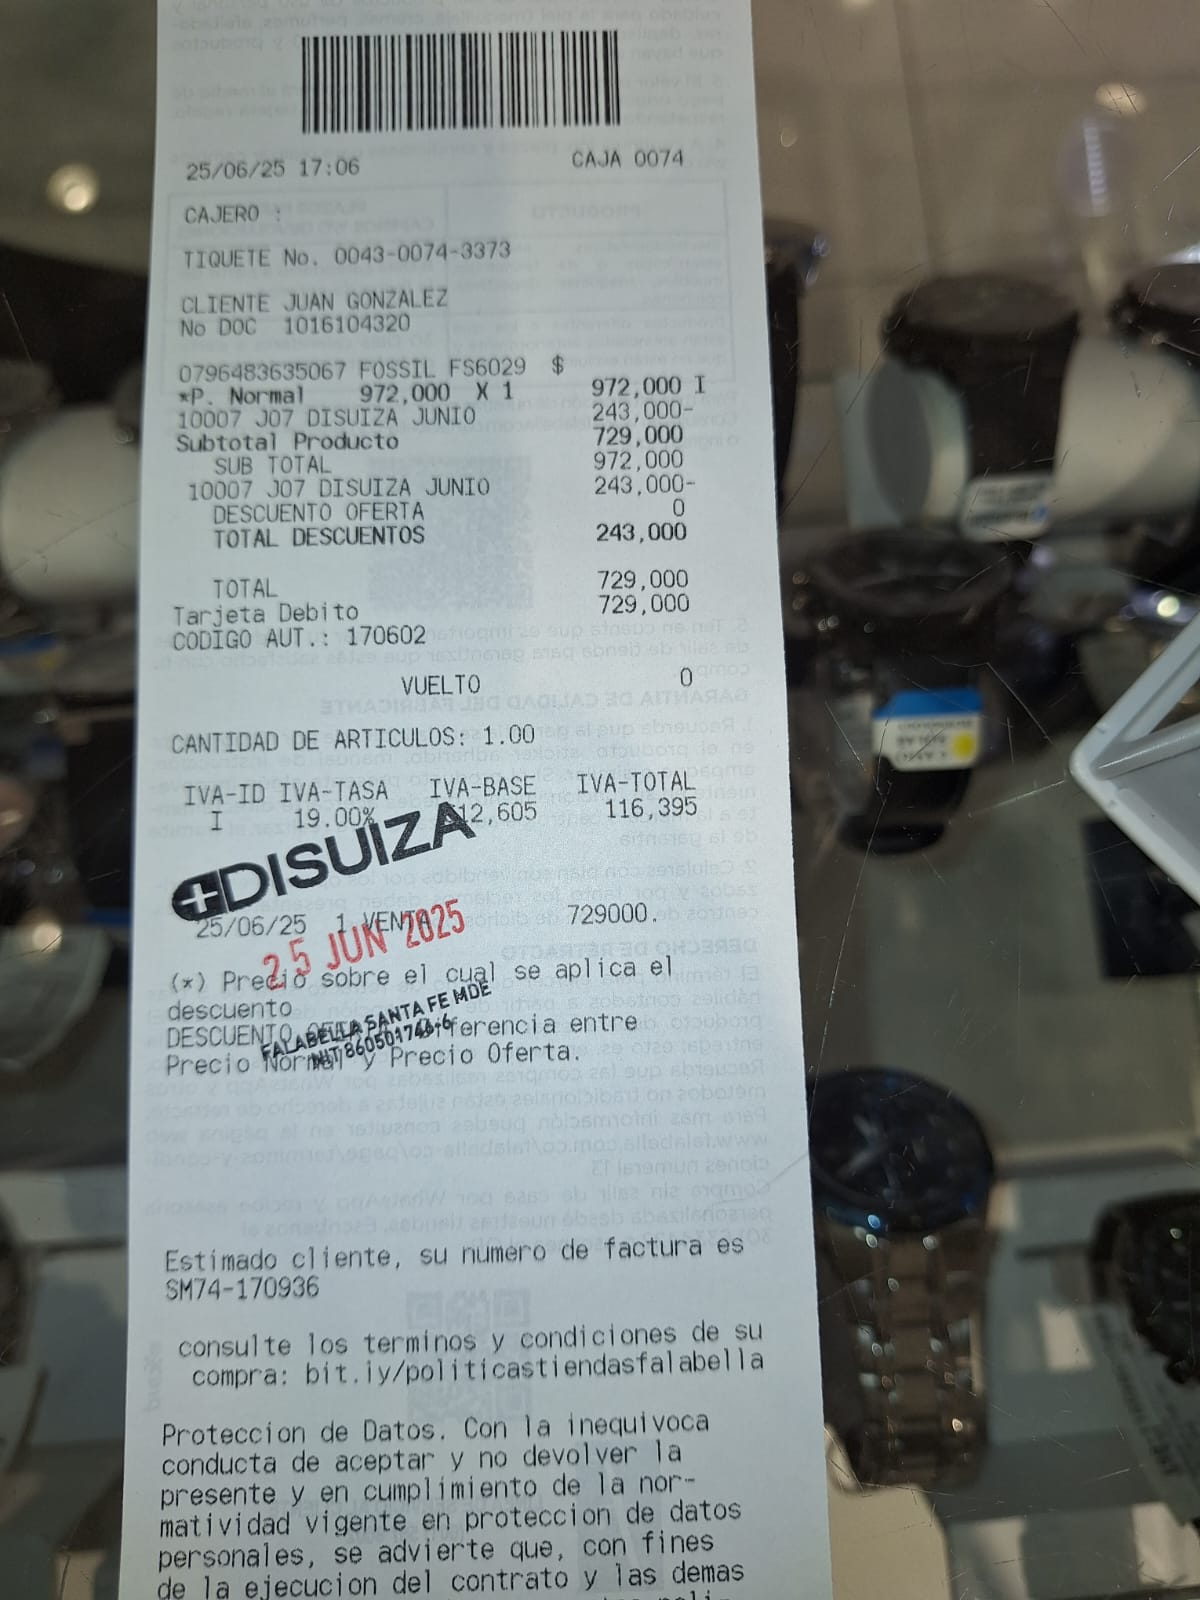 25/06/25 17:06 CAJA 0074
CAJERO :
TIQUETE No. 0043-0074-3373
CLIENTE JUAN GONZALEZ
No DOC 1016104320
0796483635067 FOSSIL FS6029 $
*P. Normal 972,000 X 1 972,000 I
10007 J07 DISUIZA JUNIO 243,000-
Subtotal Producto 729,000
SUB TOTAL 972,000
10007 J07 DISUIZA JUNIO 243,000-
DESCUENTO OFERTA 0
TOTAL DESCUENTOS 243,000
TOTAL 729,000
Tarjeta Debito 729,000
CODIGO AUT.: 170602
VUELTO 0
CANTIDAD DE ARTICULOS: 1.00
IVA-ID IVA-TASA IVA-BASE IVA-TOTAL
I 19.00% 12,605 116,395
DISUIZA
25/06/25 1 VENTA 729000.
25 JUN 2025
(*) Precio sobre el cual se aplica el
descuento
FALABELLA SANTA FE MDE
DESCUENTO diferencia entre
NIT 860501746-6
Precio Normal y Precio Oferta.
Estimado cliente, su numero de factura es
SM74-170936
consulte los terminos y condiciones de su
compra: bit.ly/politicastiendasfalabella
Proteccion de Datos. Con la inequivoca
conducta de aceptar y no devolver la
presente y en cumplimiento de la nor-
matividad vigente en proteccion de datos
personales, se advierte que, con fines
de la ejecucion del contrato y las demas